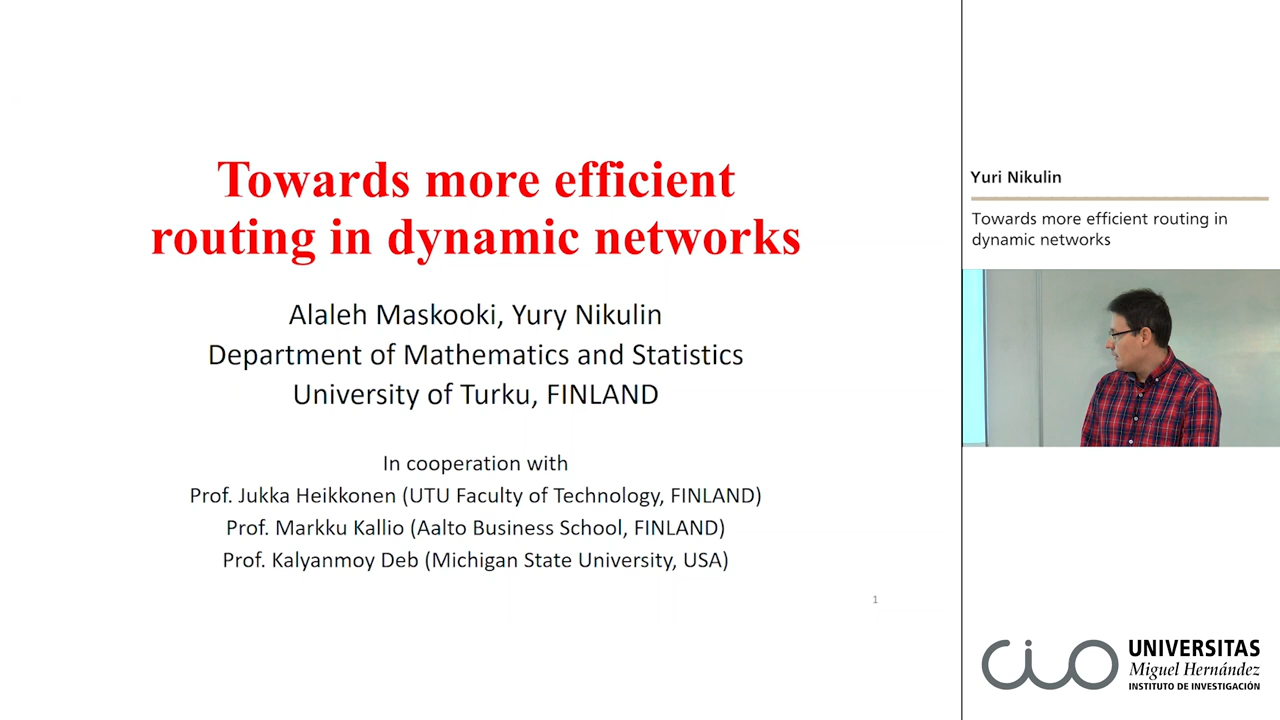 Towards more efficient
routing in dynamic networks
Alaleh Maskooki, Yury Nikulin
Department of Mathematics and Statistics
University of Turku, FINLAND
In cooperation with
Prof. Jukka Heikkonen (UTU Faculty of Technology, FINLAND)
Prof. Markku Kallio (Aalto Business School, FINLAND)
Prof. Kalyanmoy Deb (Michigan State University, USA)
1
Yuri Nikulin
Towards more efficient routing in
dynamic networks
cio
UNIVERSITAS
Miguel Hernández
INSTITUTO DE INVESTIGACIÓN